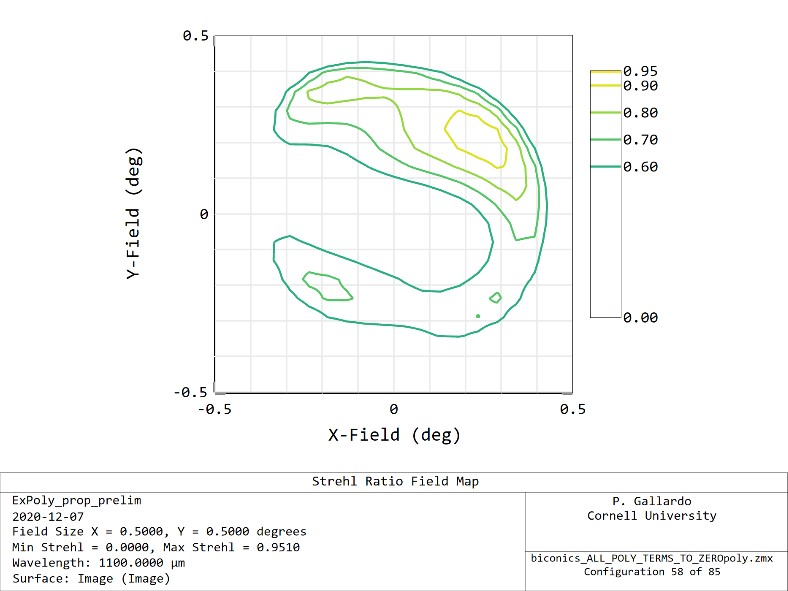 0.5
0
-0.5
-0.5
0
0.5
Y-Field (deg)
X-Field (deg)
0.95
0.90
0.80
0.70
0.60
0.00
Strehl Ratio Field Map
ExPoly_prop_prelim
2020-12-07
Field Size X = 0.5000, Y = 0.5000 degrees
Min Strehl = 0.0000, Max Strehl = 0.9510
Wavelength: 1100.0000 µm
Surface: Image (Image)
P. Gallardo
Cornell University
biconics_ALL_POLY_TERMS_TO_ZEROpoly.zmx
Configuration 58 of 85